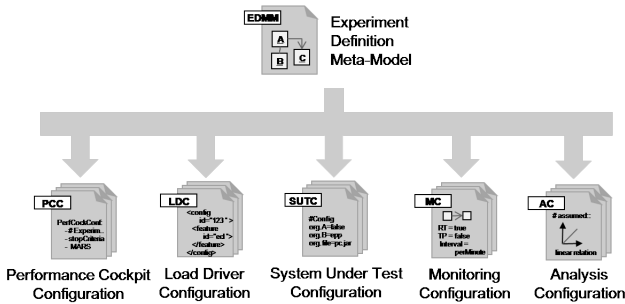 EDMM
A
B
C
Experiment
Definition
Meta-Model
PCC
PerfCockConf:
- # Experim..
- stopCriteria
- MARS
Performance Cockpit
Configuration
LDC
<config
id="123">
<feature
id="ed">
</feature>
</config>
Load Driver
Configuration
SUTC
#Config
org.A=false
org.B=epp
org.file=pc.jar
System Under Test
Configuration
MC
RT = true
TP = false
Interval =
perMinute
Monitoring
Configuration
AC
# assumed::
linear relation
Analysis
Configuration